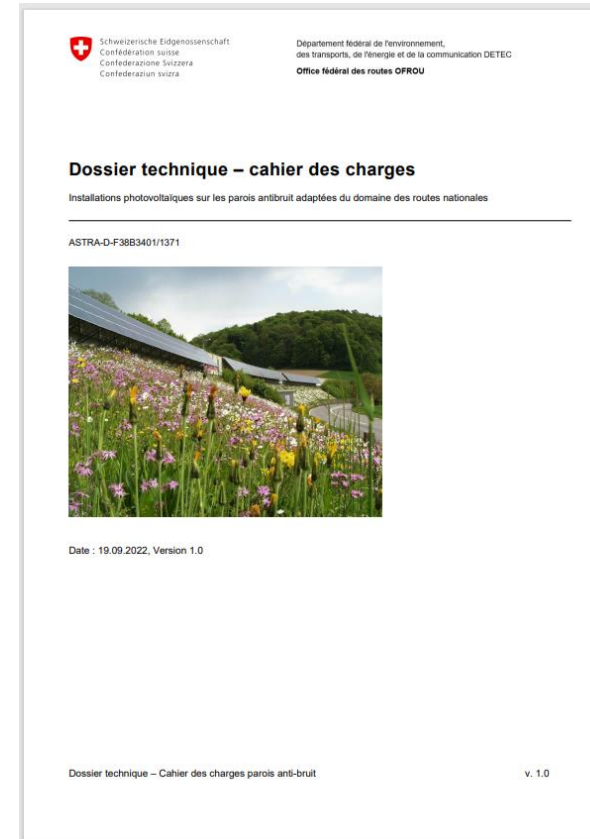 Schweizerische Eidgenossenschaft
Confédération suisse
Confederazione Svizzera
Confederaziun svizra
Département fédéral de l'environnement,
des transports, de l'énergie et de la communication DETEC
Office fédéral des routes OFROU
Dossier technique – cahier des charges
Installations photovoltaïques sur les parois antibruit adaptées du domaine des routes nationales
ASTRA-D-F38B3401/1371
Date : 19.09.2022, Version 1.0
Dossier technique – Cahier des charges parois anti-bruit v. 1.0